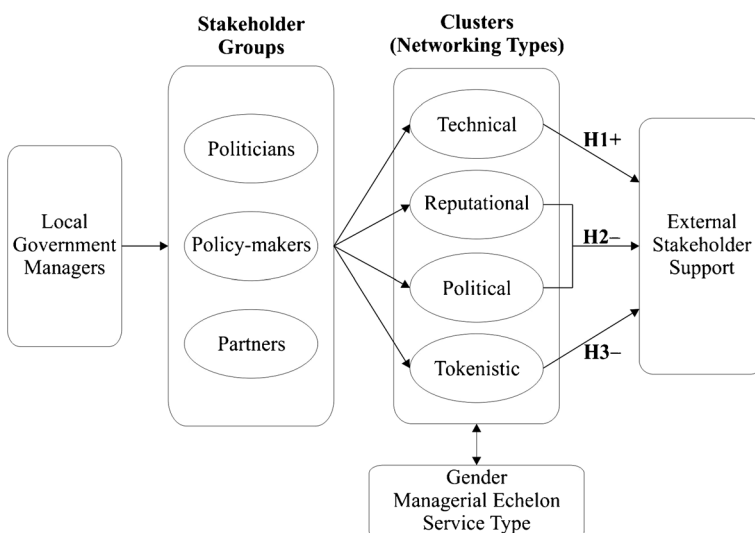 Stakeholder
Groups
Clusters
(Networking Types)
Local
Government
Managers
Politicians
Policy-makers
Partners
Technical
Reputational
Political
Tokenistic
H1+
H2−
H3−
External
Stakeholder
Support
Gender
Managerial Echelon
Service Type